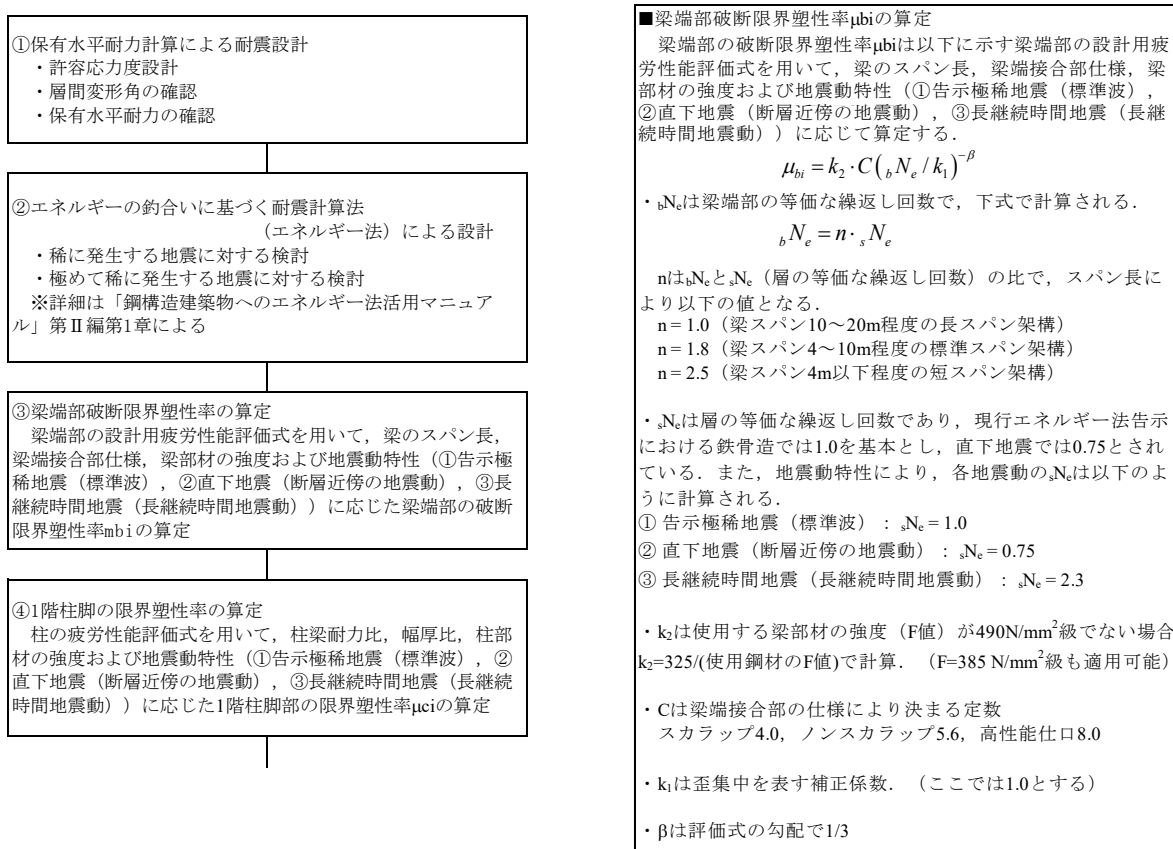 ①保有水平耐力計算による耐震設計
・許容応力度設計
・層間変形角の確認
・保有水平耐力の確認
②エネルギーの釣合いに基づく耐震計算法
（エネルギー法）による設計
・稀に発生する地震に対する検討
・極めて稀に発生する地震に対する検討
※詳細は「鋼構造建築物へのエネルギー法活用マニュア
ル」第Ⅱ編第1章による
③梁端部破断限界塑性率の算定
梁端部の設計用疲労性能評価式を用いて，梁のスパン長，
梁端接合部仕様，梁部材の強度および地震動特性（①告示極
稀地震（標準波），②直下地震（断層近傍の地震動），③長
継続時間地震（長継続時間地震動））に応じた梁端部の破断
限界塑性率mbiの算定
④1階柱脚の限界塑性率の算定
柱の疲労性能評価式を用いて，柱梁耐力比，幅厚比，柱部
材の強度および地震動特性（①告示極稀地震（標準波），②
直下地震（断層近傍の地震動），③長継続時間地震（長継続
時間地震動））に応じた1階柱脚部の限界塑性率μciの算定
■梁端部破断限界塑性率μbiの算定
梁端部の破断限界塑性率μbiは以下に示す梁端部の設計用疲
労性能評価式を用いて，梁のスパン長，梁端接合部仕様，梁
部材の強度および地震動特性（①告示極稀地震（標準波），
②直下地震（断層近傍の地震動），③長継続時間地震（長継
続時間地震動））に応じて算定する．
μbi = k2・C(bNe / k1)^−β
・bNeは梁端部の等価な繰返し回数で，下式で計算される．
bNe = n・sNe
nはbNeとsNe（層の等価な繰返し回数）の比で，スパン長に
より以下の値となる．
n = 1.0（梁スパン10～20m程度の長スパン架構）
n = 1.8（梁スパン4～10m程度の標準スパン架構）
n = 2.5（梁スパン4m以下程度の短スパン架構）
・sNeは層の等価な繰返し回数であり，現行エネルギー法告示
における鉄骨造では1.0を基本とし，直下地震では0.75とされ
ている．また，地震動特性により，各地震動のsNeは以下のよ
うに計算される．
① 告示極稀地震（標準波）：sNe = 1.0
② 直下地震（断層近傍の地震動）：sNe = 0.75
③ 長継続時間地震（長継続時間地震動）：sNe = 2.3
・k2は使用する梁部材の強度（F値）が490N/mm2級でない場合
k2=325/(使用鋼材のF値)で計算．（F=385 N/mm2級も適用可能）
・Cは梁端接合部の仕様により決まる定数
スカラップ4.0，ノンスカラップ5.6，高性能仕口8.0
・k1は歪集中を表す補正係数．（ここでは1.0とする）
・βは評価式の勾配で1/3